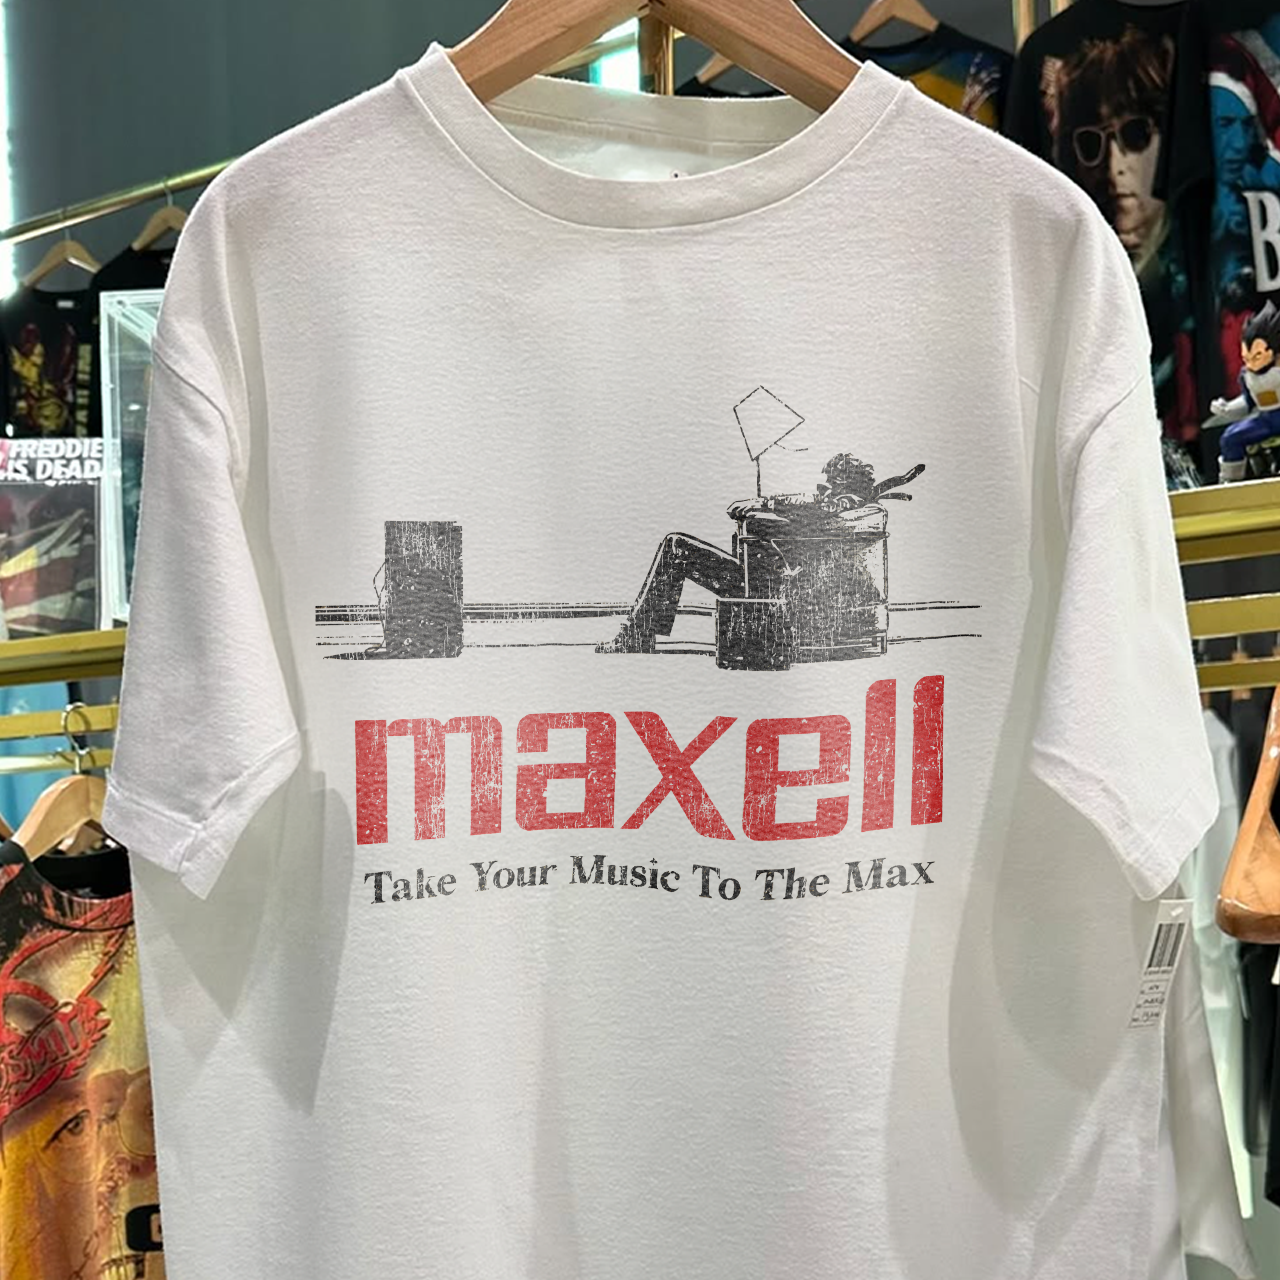 maxell
Take Your Music To The Max
FREDDIE
IS DEAD
B